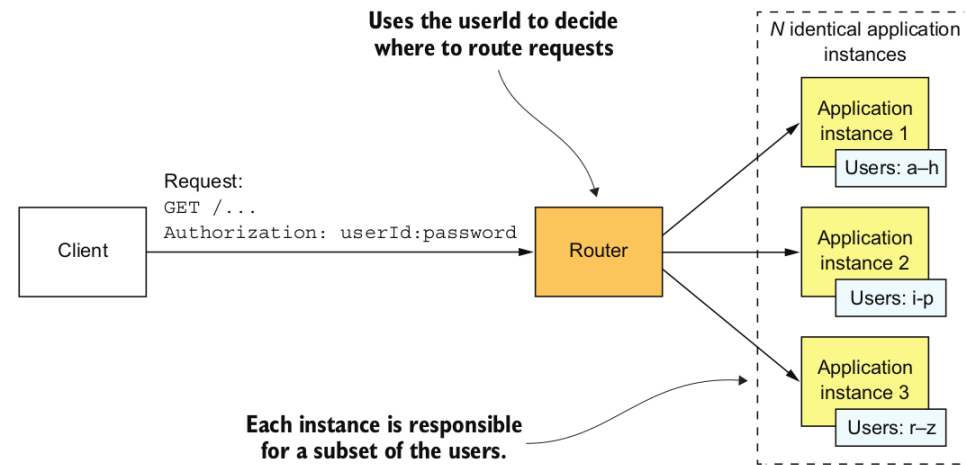 Uses the userId to decide
where to route requests
N identical application
instances
Application
instance 1
Users: a–h
Request:
GET /...
Authorization: userId:password
Client
Router
Application
instance 2
Users: i-p
Application
instance 3
Users: r–z
Each instance is responsible
for a subset of the users.